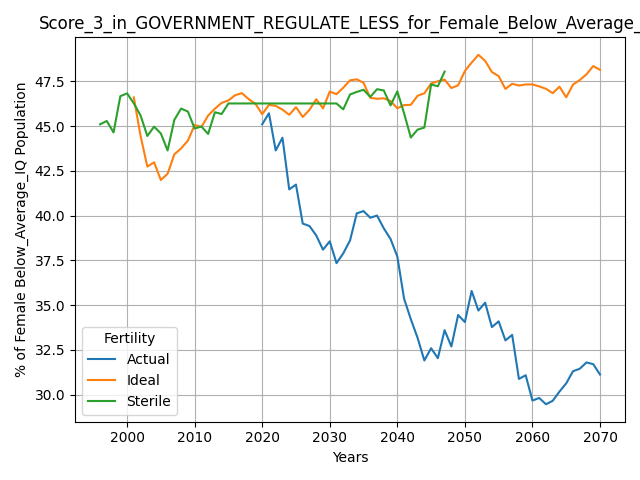 Score_3_in_GOVERNMENT_REGULATE_LESS_for_Female_Below_Average_
% of Female Below_Average_IQ Population
47.5
45.0
42.5
40.0
37.5
35.0
32.5
30.0
Fertility
Actual
Ideal
Sterile
2000 2010 2020 2030 2040 2050 2060 2070
Years